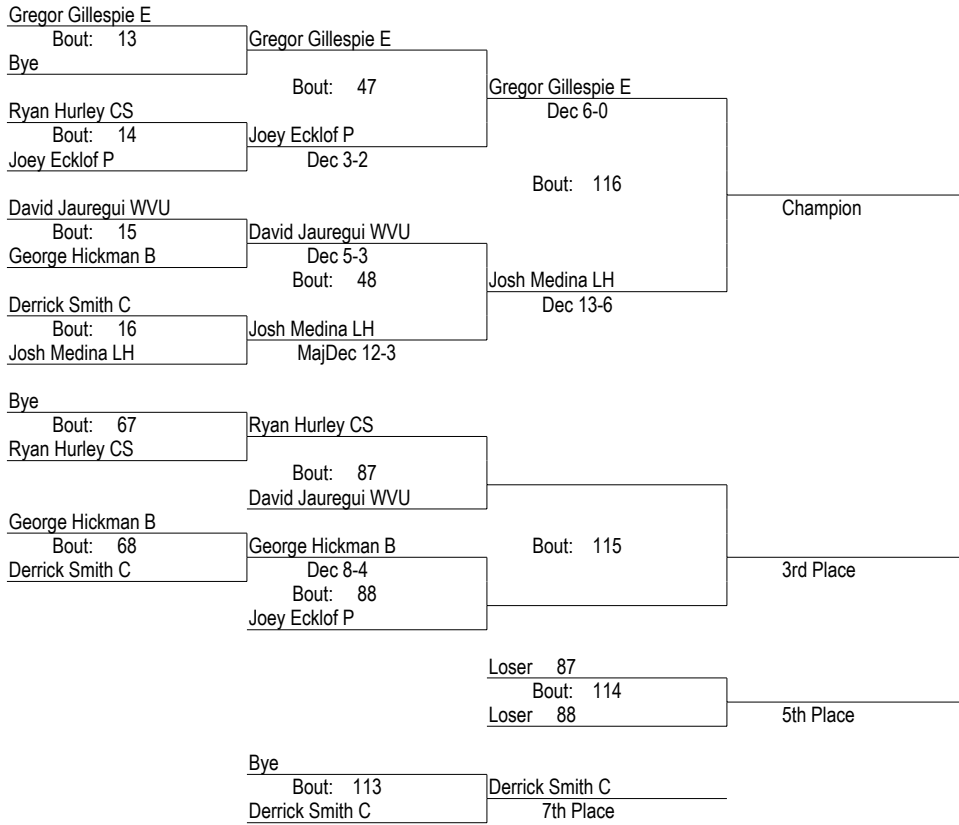 Gregor Gillespie E
Bout: 13
Bye
Gregor Gillespie E
Bout: 47
Gregor Gillespie E
Dec 6-0
Ryan Hurley CS
Bout: 14
Joey Ecklof P
Joey Ecklof P
Dec 3-2
Bout: 116
Champion
David Jauregui WVU
Bout: 15
George Hickman B
David Jauregui WVU
Dec 5-3
Bout: 48
Josh Medina LH
Dec 13-6
Derrick Smith C
Bout: 16
Josh Medina LH
Josh Medina LH
MajDec 12-3
Bye
Bout: 67
Ryan Hurley CS
Ryan Hurley CS
Bout: 87
David Jauregui WVU
George Hickman B
Bout: 68
Derrick Smith C
George Hickman B
Dec 8-4
Bout: 88
Joey Ecklof P
Bout: 115
3rd Place
Loser 87
Bout: 114
Loser 88
5th Place
Bye
Bout: 113
Derrick Smith C
Derrick Smith C
7th Place